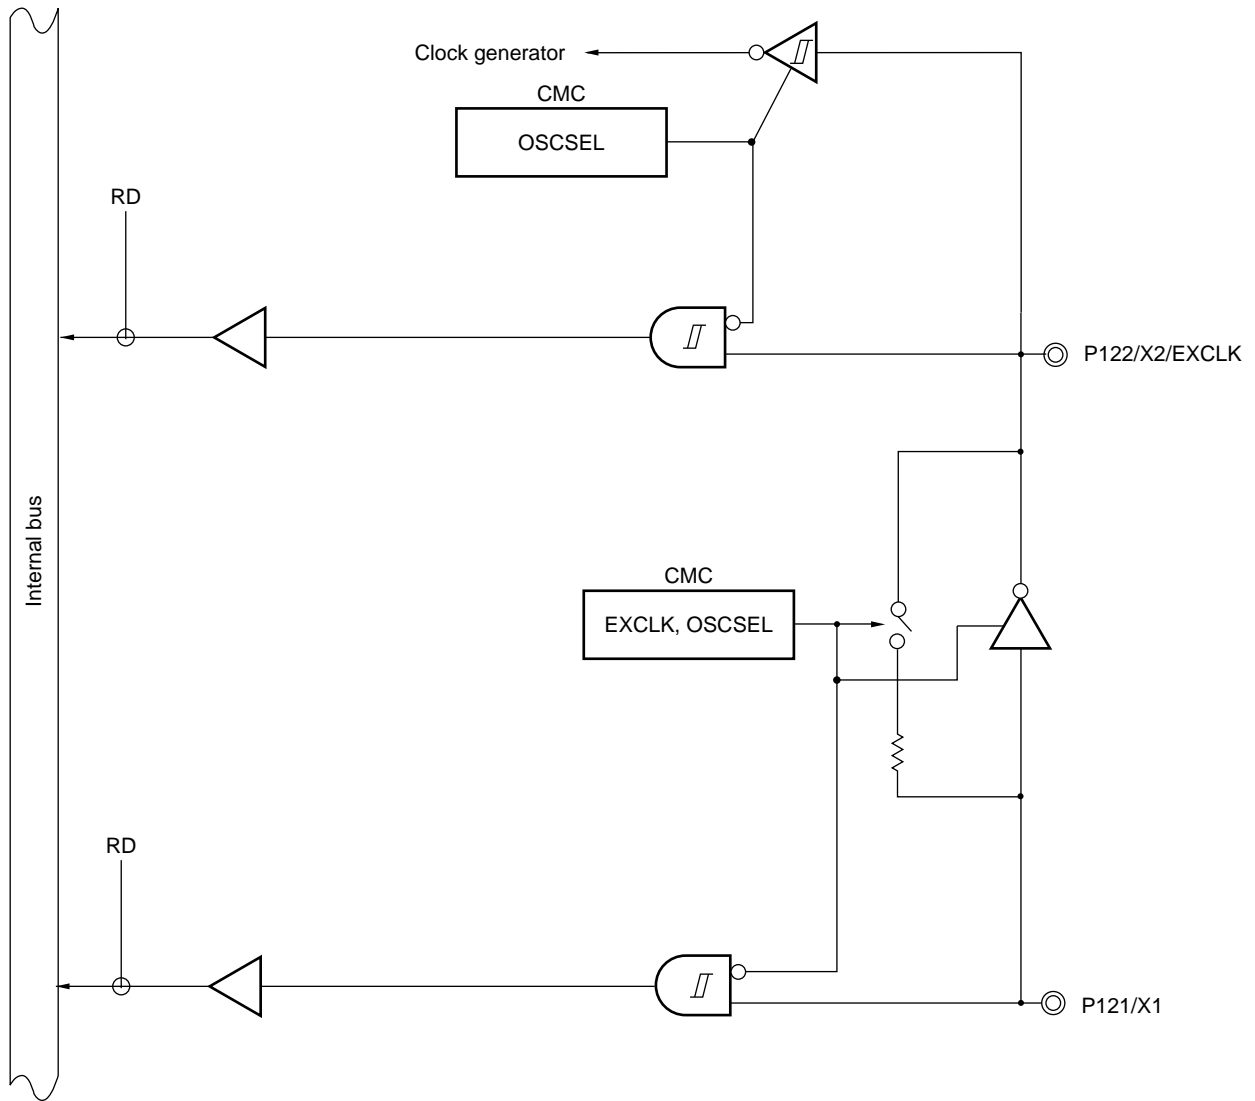 Clock generator
CMC
OSCSEL
RD
P122/X2/EXCLK
Internal bus
CMC
EXCLK, OSCSEL
RD
P121/X1